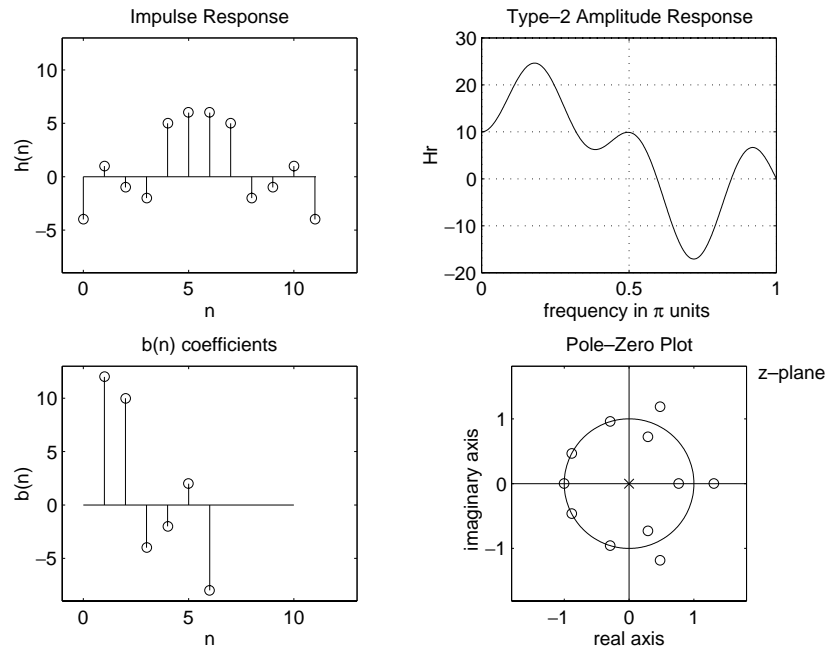 Impulse Response
10
5
0
−5
h(n)
0
5
10
n
Type−2 Amplitude Response
30
20
10
0
−10
−20
Hr
0
0.5
1
frequency in π units
b(n) coefficients
10
5
0
−5
b(n)
0
5
10
n
Pole−Zero Plot
z−plane
1
0
−1
imaginary axis
−1
0
1
real axis